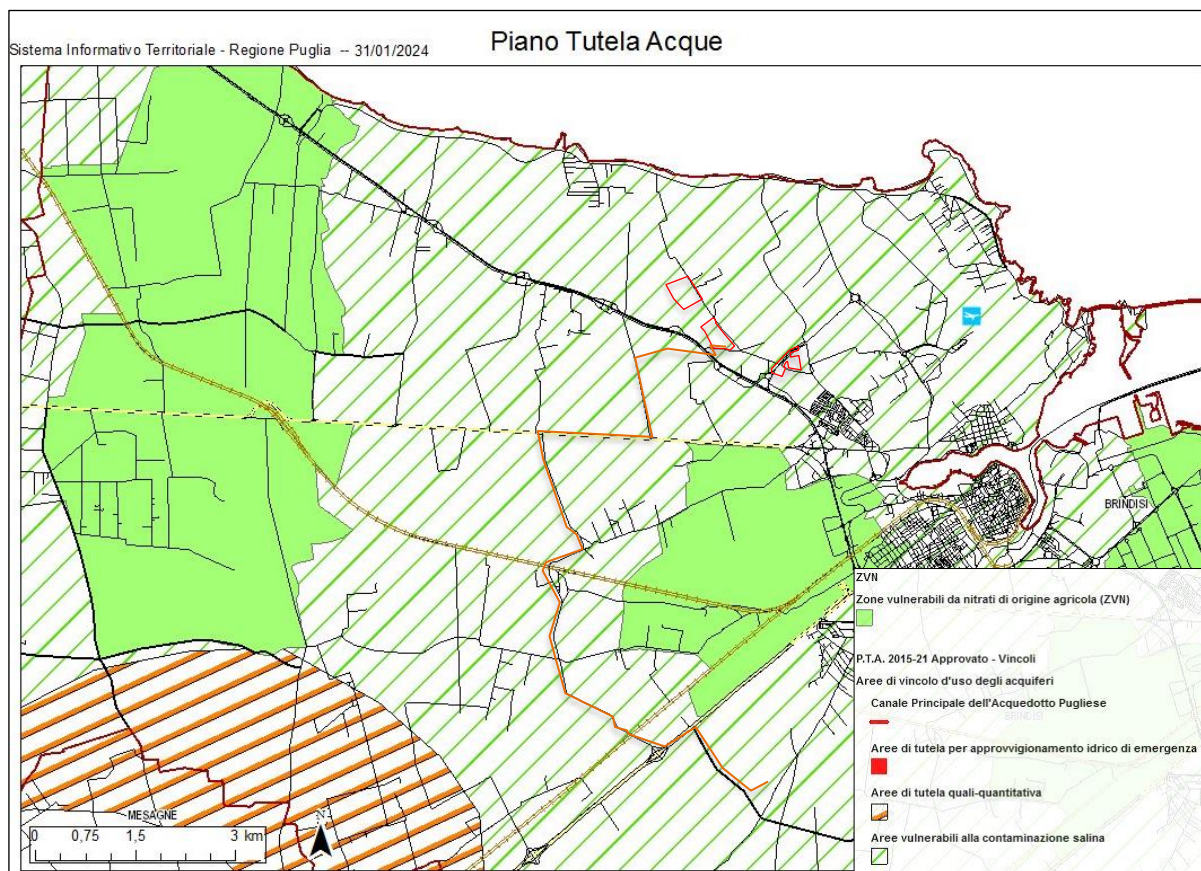 Piano Tutela Acque
Sistema Informativo Territoriale - Regione Puglia -- 31/01/2024
BRINDISI
ZVN
Zone vulnerabili da nitrati di origine agricola (ZVN)
P.T.A. 2015-21 Approvato - Vincoli
Aree di vincolo d'uso degli acquiferi
Canale Principale dell'Acquedotto Pugliese
BRINDISI
Aree di tutela per approvvigionamento idrico di emergenza
Aree di tutela quali-quantitativa
Aree vulnerabili alla contaminazione salina
MESAGNE
N
0 0,75 1,5 3 km